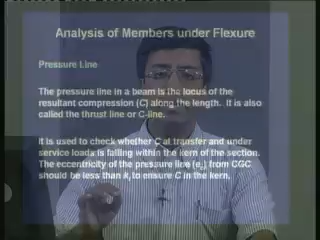 Analysis of Members under Flexure
Pressure Line
The pressure line in a beam is the locus of the
resultant compression (C) along the length. It is also
called the thrust line or C-line.
It is used to check whether C at transfer and under
service loads is falling within the kern of the section.
The eccentricity of the pressure line (ec) from CGC
should be less than kt to ensure C in the kern.